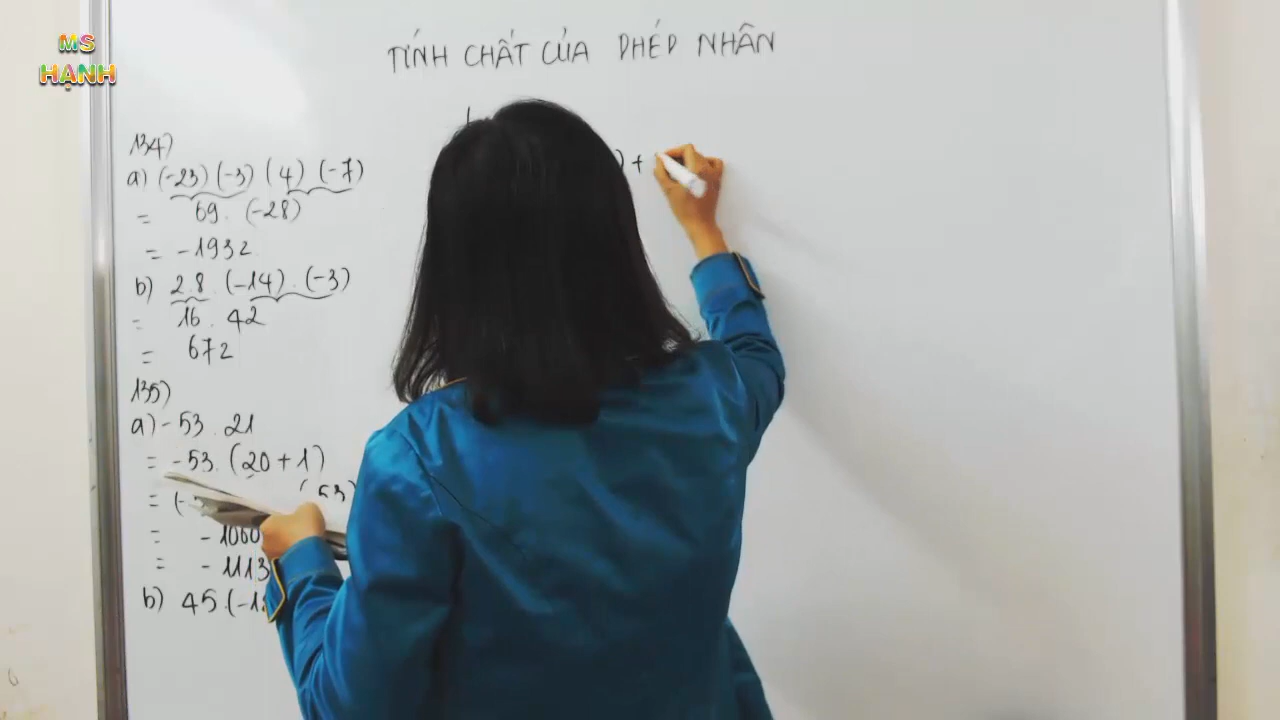 MS
HẠNH
TÍNH CHẤT CỦA PHÉP NHÂN
134)
a) (-23) (-3) (4) (-7)
= 69. (-28)
= -1932.
b) 2.8. (-14). (-3)
= 16. 42
= 672
135)
a) -53. 21
= -53. (20 + 1)
= (- (53)
= - 1060
= - 1113
b) 45.(-1
) +